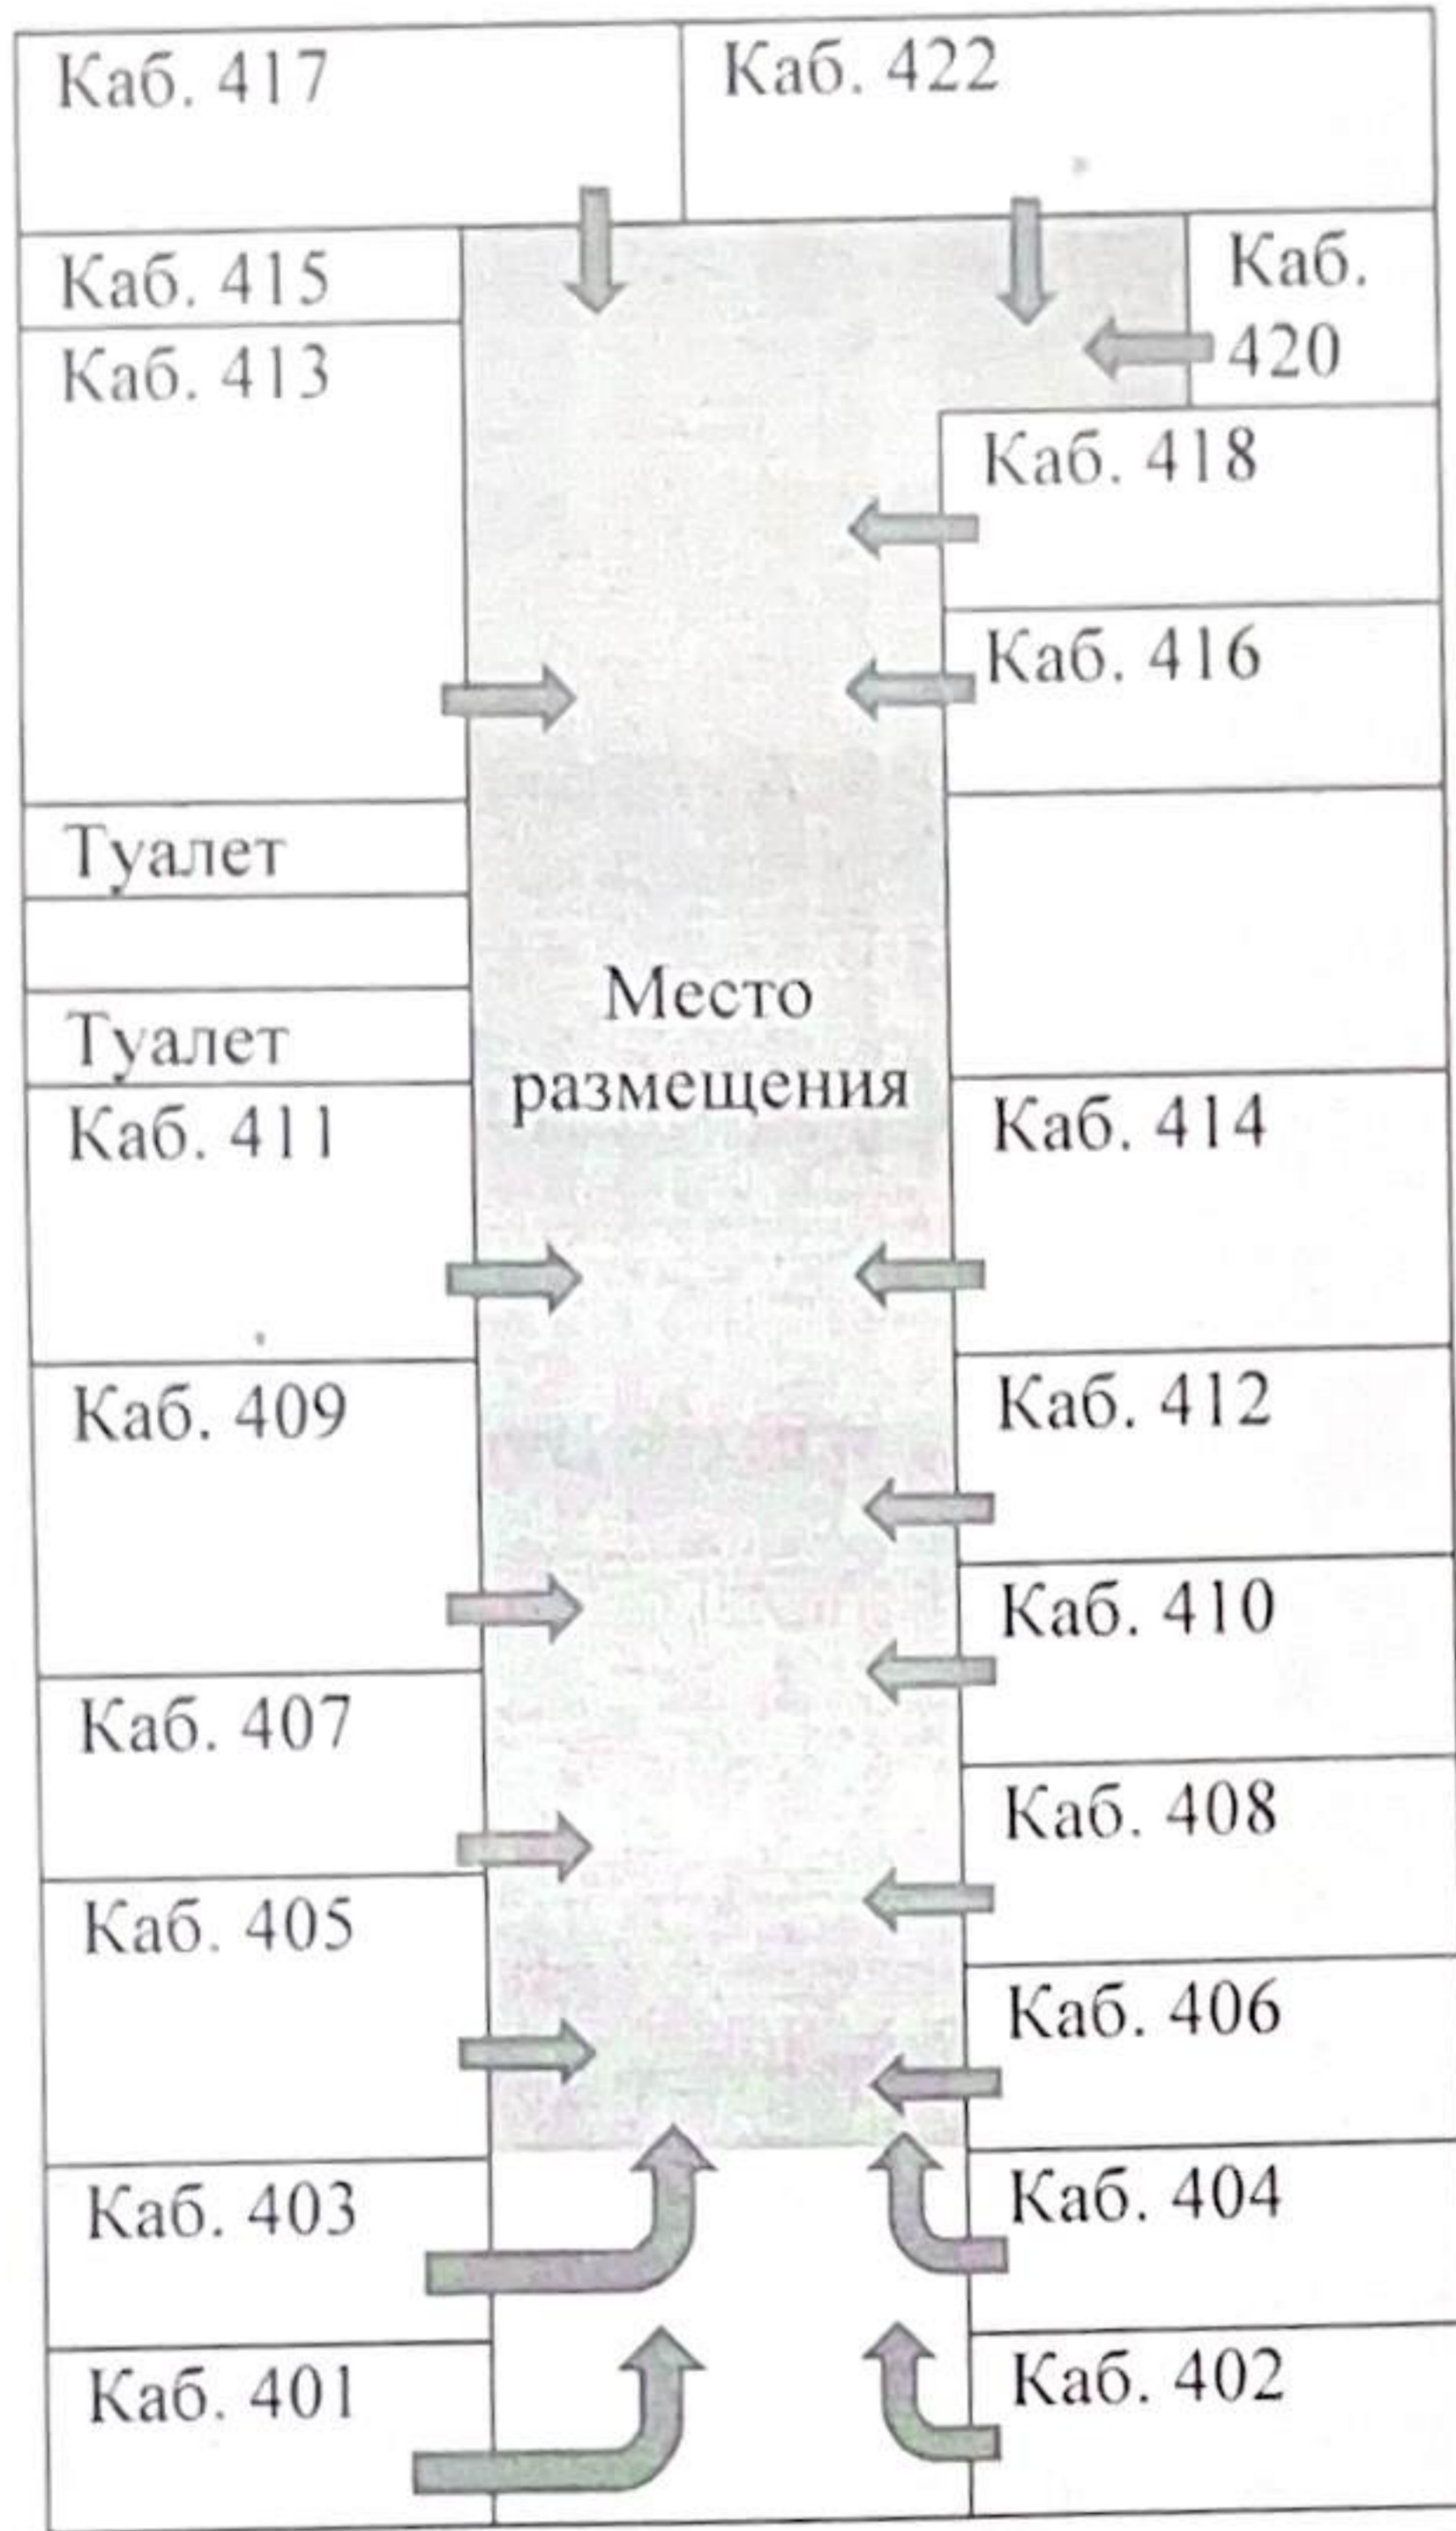 Каб. 417
Каб. 422
Каб. 415
Каб.
420
Каб. 413
Каб. 418
Каб. 416
Туалет
Туалет
Место
размещения
Каб. 411
Каб. 414
Каб. 409
Каб. 412
Каб. 410
Каб. 407
Каб. 408
Каб. 405
Каб. 406
Каб. 403
Каб. 404
Каб. 401
Каб. 402